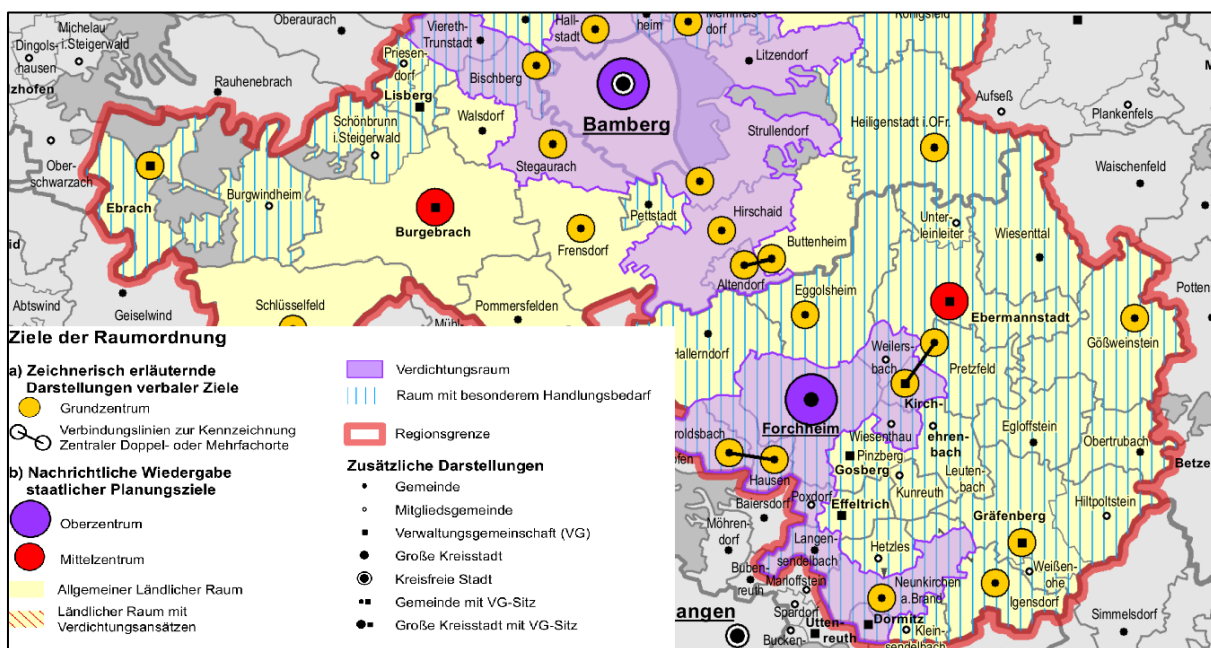 Oberaurach
Michelau
i.Steigerwald
Dingols-
hausen
Rauhenebrach
Ober-
schwarzach
Ebrach
Burgwindheim
Abtswind
Geiselwind
Schlüsselfeld
Viereth-
Trunstadt
Priesen-
dorf
Lisberg
Schönbrunn
i.Steigerwald
Walsdorf
Bischberg
Hall-
stadt
Litzendorf
Bamberg
Stegaurach
Strullendorf
Burgebrach
Frensdorf
Pettstadt
Hirschaid
Buttenheim
Altendorf
Pommersfelden
Königsfeld
Aufseß
Plankenfels
Heiligenstadt i.OFr.
Waischenfeld
Unter-
leinleiter
Wiesenttal
Eggolsheim
Ebermannstadt
Gößweinstein
Hallerndorf
Weilers-
bach
Pretzfeld
Kirch-
ehren-
bach
Forchheim
Wiesenthau
Pinzberg
Gosberg
Leuten-
bach
Kunreuth
Egloffstein
Obertrubach
Hausen
Poxdorf
Effeltrich
Baiersdorf
Möhren-
dorf
Langen-
sendelbach
Hetzles
Gräfenberg
Hiltpoltstein
Buben-
reuth
Marloffstein
Neunkirchen
a.Brand
Weißen-
ohe
Igensdorf
Spardorf
Dormitz
Utten-
reuth
Bucken-
Klein-
sendelbach
Simmelsdorf
Ziele der Raumordnung
a) Zeichnerisch erläuternde
Darstellungen verbaler Ziele
Grundzentrum
Verbindungslinien zur Kennzeichnung
Zentraler Doppel- oder Mehrfachorte
b) Nachrichtliche Wiedergabe
staatlicher Planungsziele
Oberzentrum
Mittelzentrum
Allgemeiner Ländlicher Raum
Ländlicher Raum mit
Verdichtungsansätzen
Verdichtungsraum
Raum mit besonderem Handlungsbedarf
Regionsgrenze
Zusätzliche Darstellungen
Gemeinde
Mitgliedsgemeinde
Verwaltungsgemeinschaft (VG)
Große Kreisstadt
Kreisfreie Stadt
Gemeinde mit VG-Sitz
Große Kreisstadt mit VG-Sitz